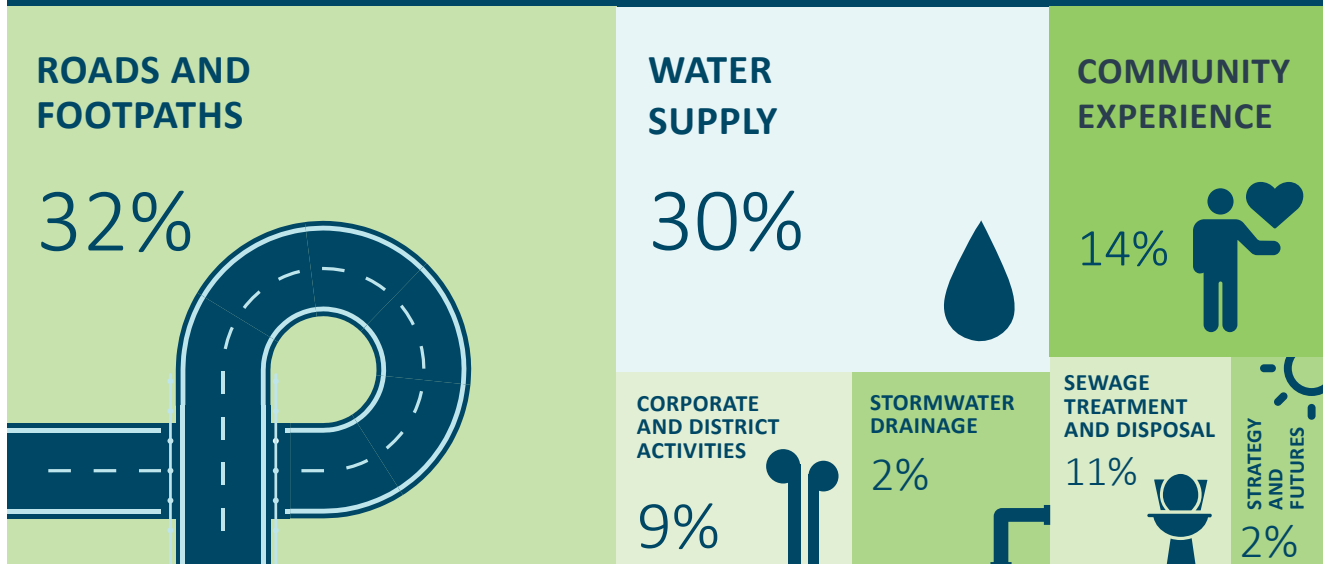 ROADS AND
FOOTPATHS
32%
WATER
SUPPLY
30%
COMMUNITY
EXPERIENCE
14%
CORPORATE
AND DISTRICT
ACTIVITIES
9%
STORMWATER
DRAINAGE
2%
SEWAGE
TREATMENT
AND DISPOSAL
11%
STRATEGY
AND
FUTURES
2%